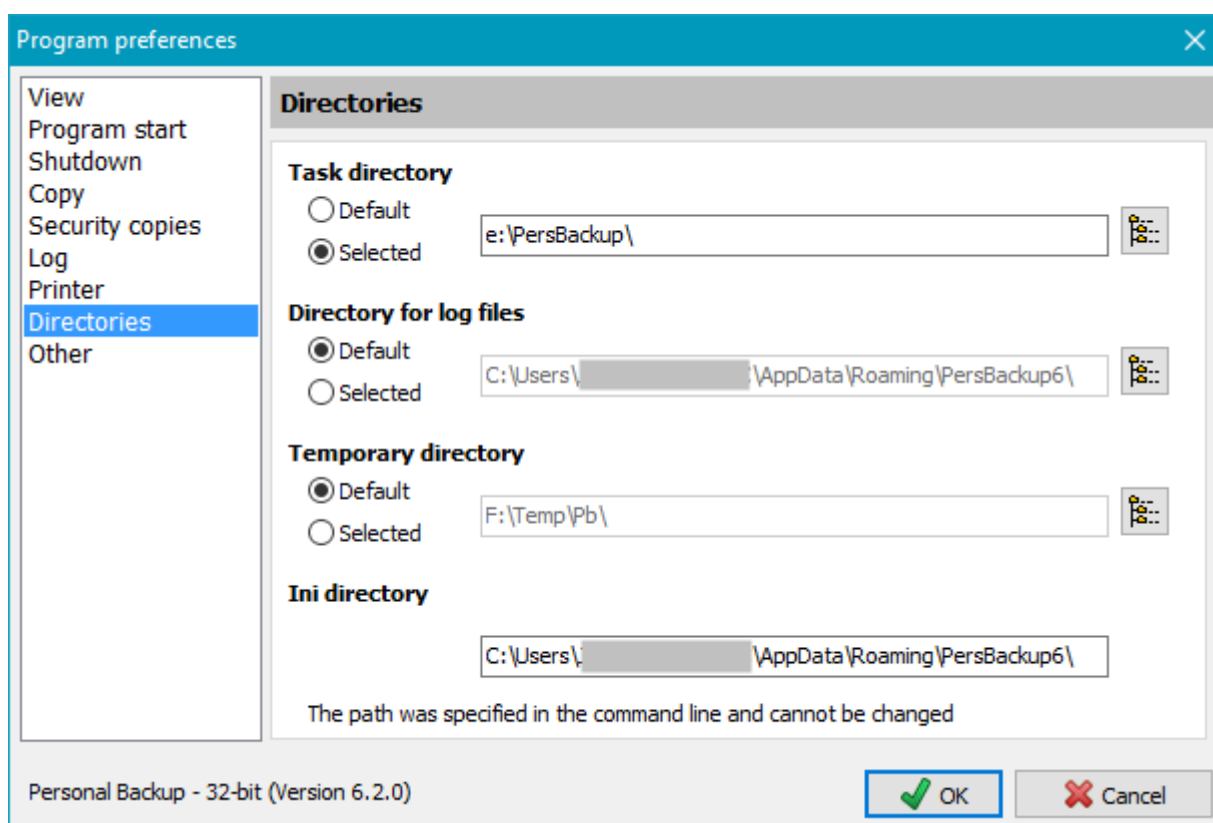 Program preferences
View
Program start
Shutdown
Copy
Security copies
Log
Printer
Directories
Other
Directories
Task directory
Default
Selected
e:\PersBackup\
Directory for log files
Default
Selected
C:\Users\ \AppData\Roaming\PersBackup6\
Temporary directory
Default
Selected
F:\Temp\Pb\
Ini directory
C:\Users\ \AppData\Roaming\PersBackup6\
The path was specified in the command line and cannot be changed
Personal Backup - 32-bit (Version 6.2.0)
OK
Cancel